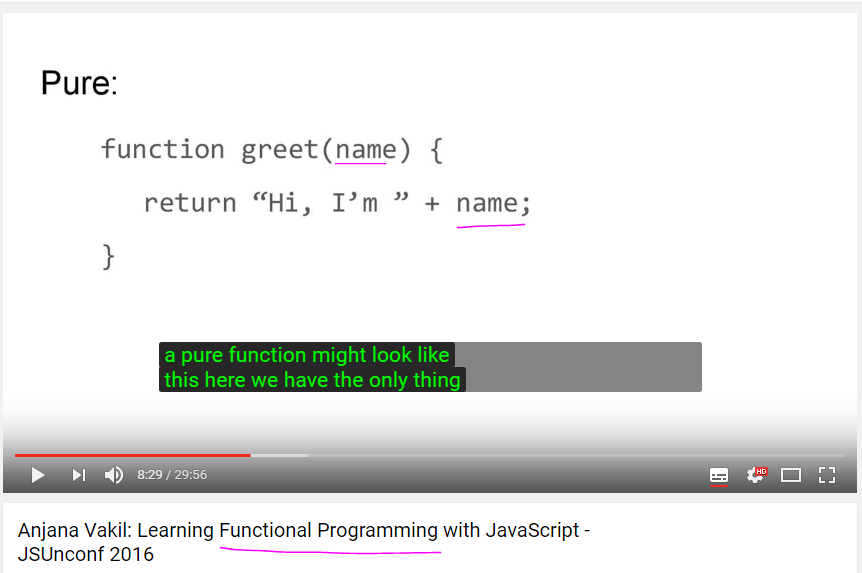 Pure:
function greet(name) {
return “Hi, I’m ” + name;
}
a pure function might look like
this here we have the only thing
8:29 / 29:56
HD
Anjana Vakil: Learning Functional Programming with JavaScript -
JSUnconf 2016